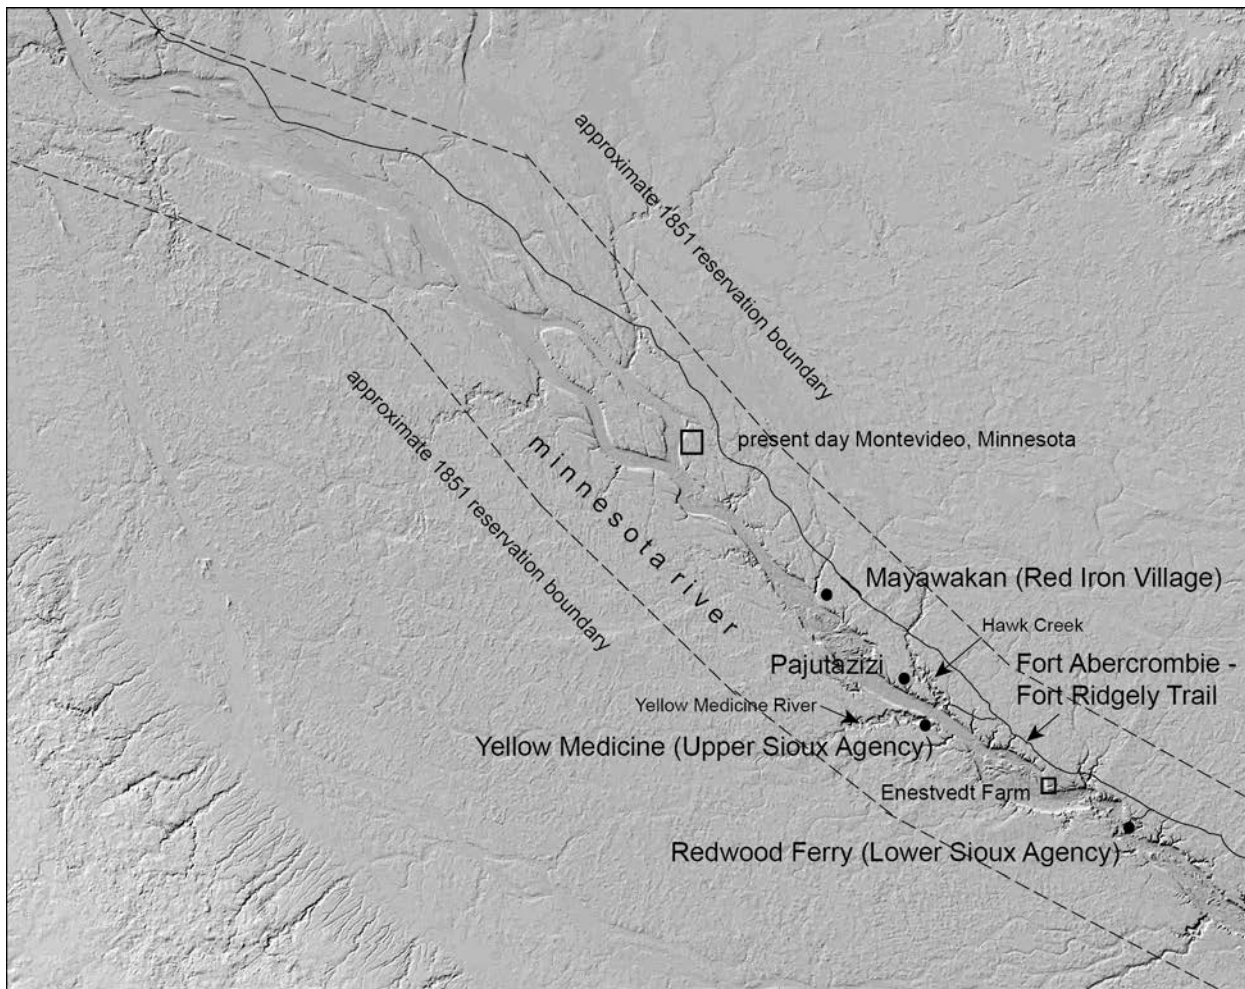 approximate 1851 reservation boundary
approximate 1851 reservation boundary
present day Montevideo, Minnesota
minnesota river
Mayawakan (Red Iron Village)
Hawk Creek
Pajutazizi
Fort Abercrombie -
Fort Ridgely Trail
Yellow Medicine River
Yellow Medicine (Upper Sioux Agency)
Enestvedt Farm
Redwood Ferry (Lower Sioux Agency)